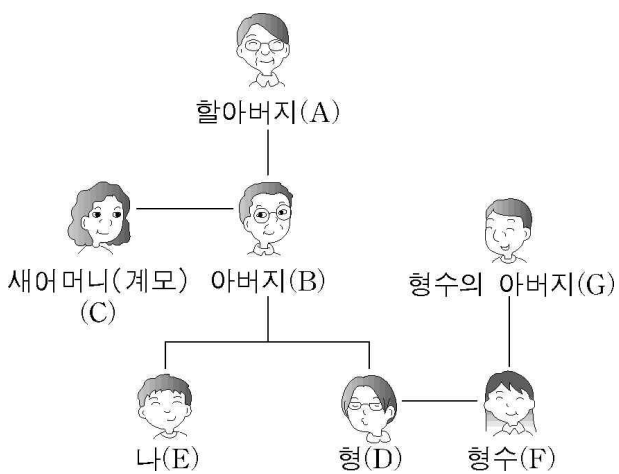 할아버지(A)
새어머니(계모)
(C)
아버지(B)
형수의 아버지(G)
나(E)
형(D)
형수(F)